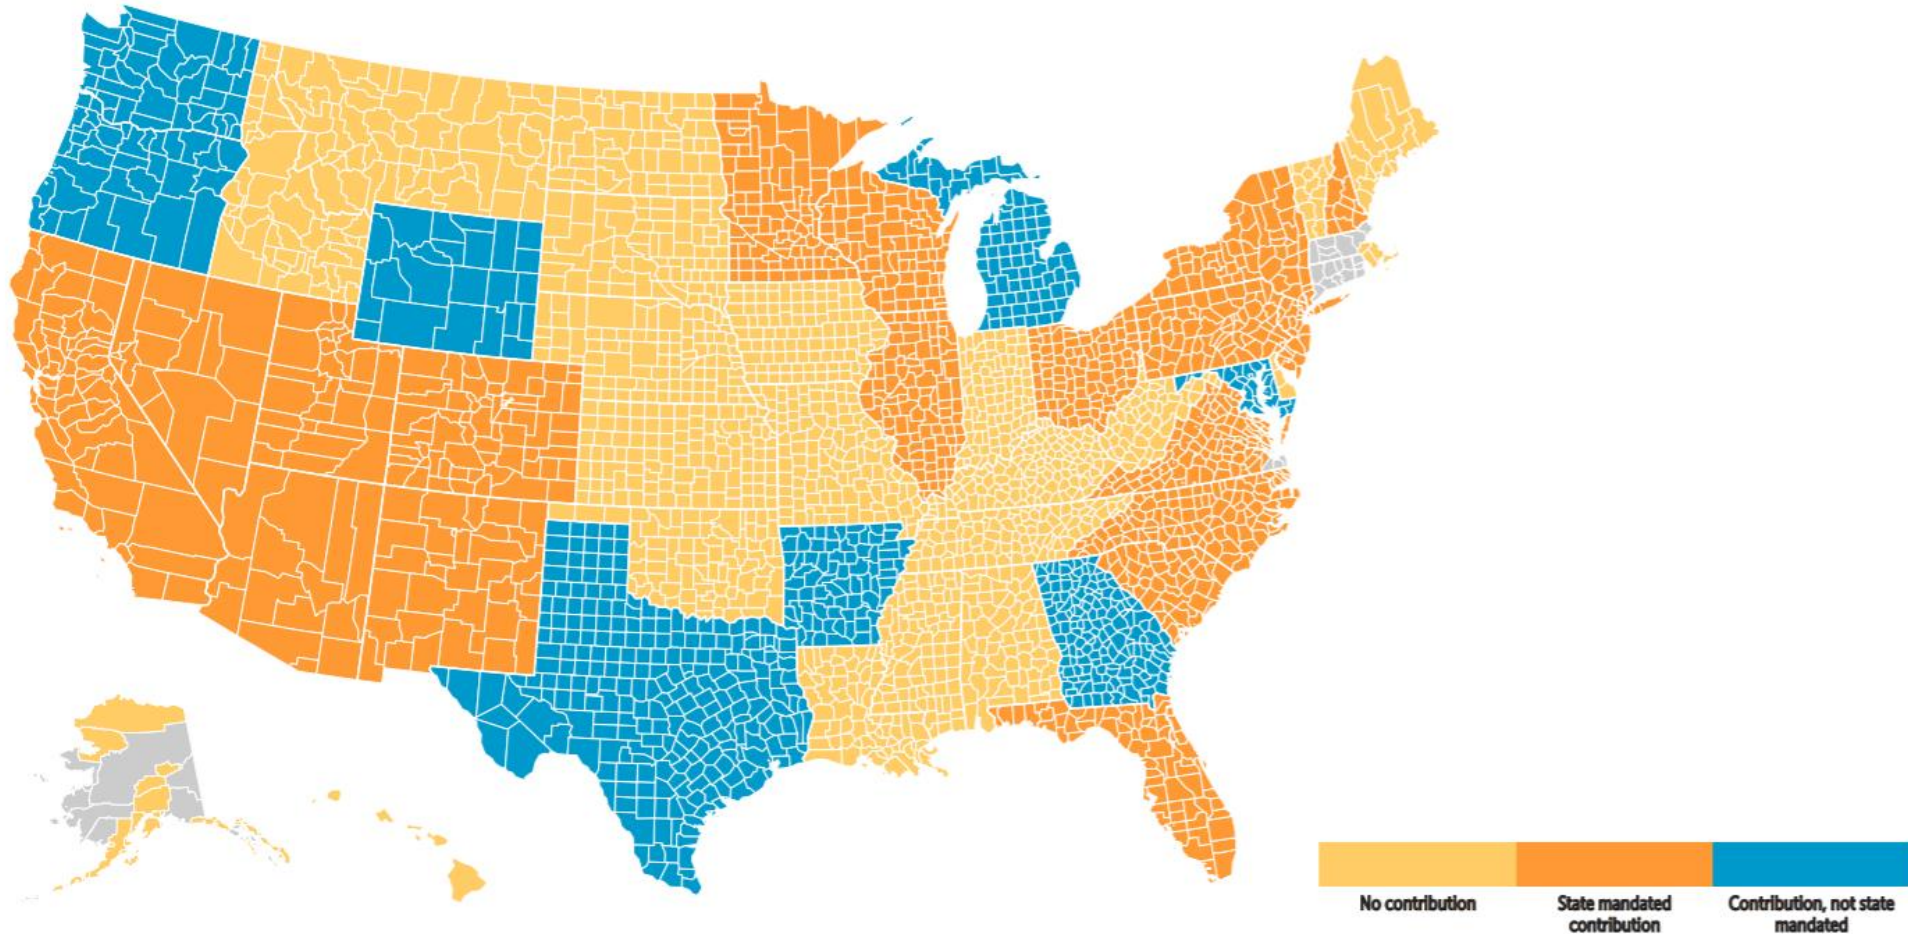 No contribution
State mandated
contribution
Contribution, not state
mandated